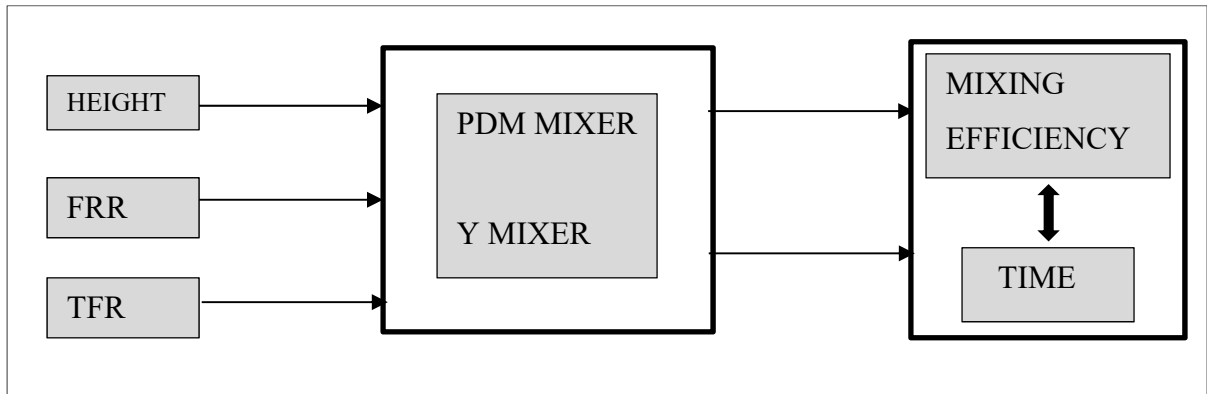 HEIGHT
FRR
TFR
PDM MIXER
Y MIXER
MIXING
EFFICIENCY
TIME